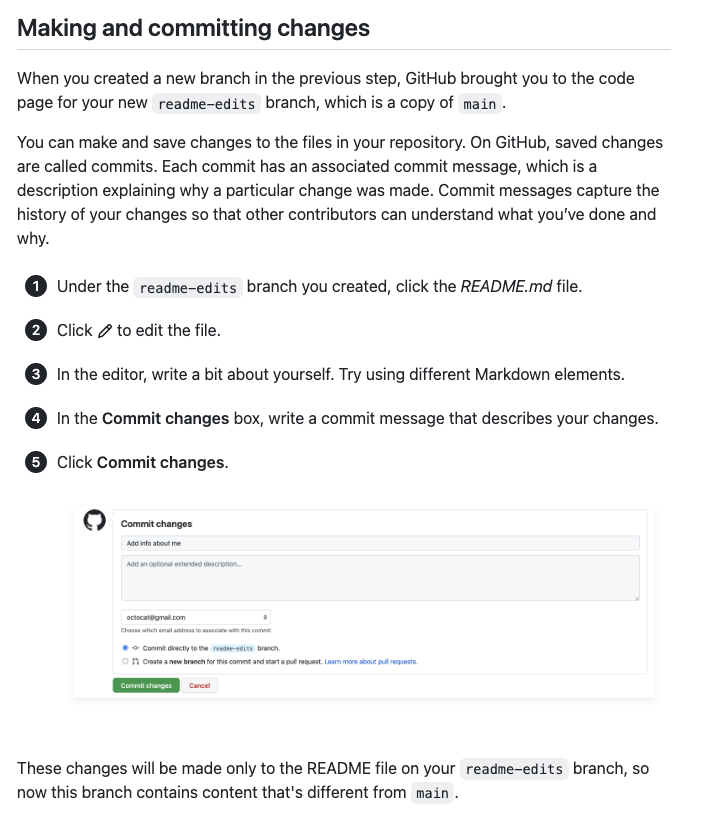 Making and committing changes
When you created a new branch in the previous step, GitHub brought you to the code
page for your new readme-edits branch, which is a copy of main.
You can make and save changes to the files in your repository. On GitHub, saved changes
are called commits. Each commit has an associated commit message, which is a
description explaining why a particular change was made. Commit messages capture the
history of your changes so that other contributors can understand what you’ve done and
why.
1 Under the readme-edits branch you created, click the README.md file.
2 Click to edit the file.
3 In the editor, write a bit about yourself. Try using different Markdown elements.
4 In the Commit changes box, write a commit message that describes your changes.
5 Click Commit changes.
Commit changes
Add info about me
Add an optional extended description...
octocat@gmail.com
Choose which email address to associate with this commit
Commit directly to the readme-edits branch.
Create a new branch for this commit and start a pull request. Learn more about pull requests.
Commit changes Cancel
These changes will be made only to the README file on your readme-edits branch, so
now this branch contains content that's different from main.